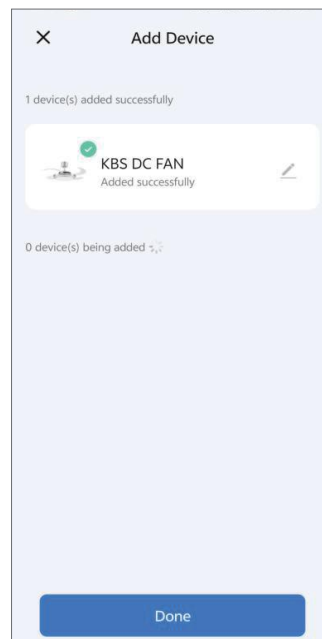 Add Device
1 device(s) added successfully
KBS DC FAN
Added successfully
0 device(s) being added
Done